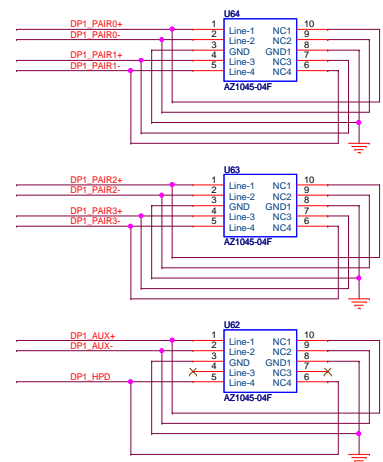 U64
DP1_PAIR0+ 1 Line-1 NC1 10
DP1_PAIR0- 2 Line-2 NC2 9
3 GND GND1 8
DP1_PAIR1+ 4 Line-3 NC3 7
DP1_PAIR1- 5 Line-4 NC4 6
AZ1045-04F
U63
DP1_PAIR2+ 1 Line-1 NC1 10
DP1_PAIR2- 2 Line-2 NC2 9
3 GND GND1 8
DP1_PAIR3+ 4 Line-3 NC3 7
DP1_PAIR3- 5 Line-4 NC4 6
AZ1045-04F
U62
DP1_AUX+ 1 Line-1 NC1 10
DP1_AUX- 2 Line-2 NC2 9
3 GND GND1 8
4 Line-3 NC3 7
DP1_HPD 5 Line-4 NC4 6
AZ1045-04F